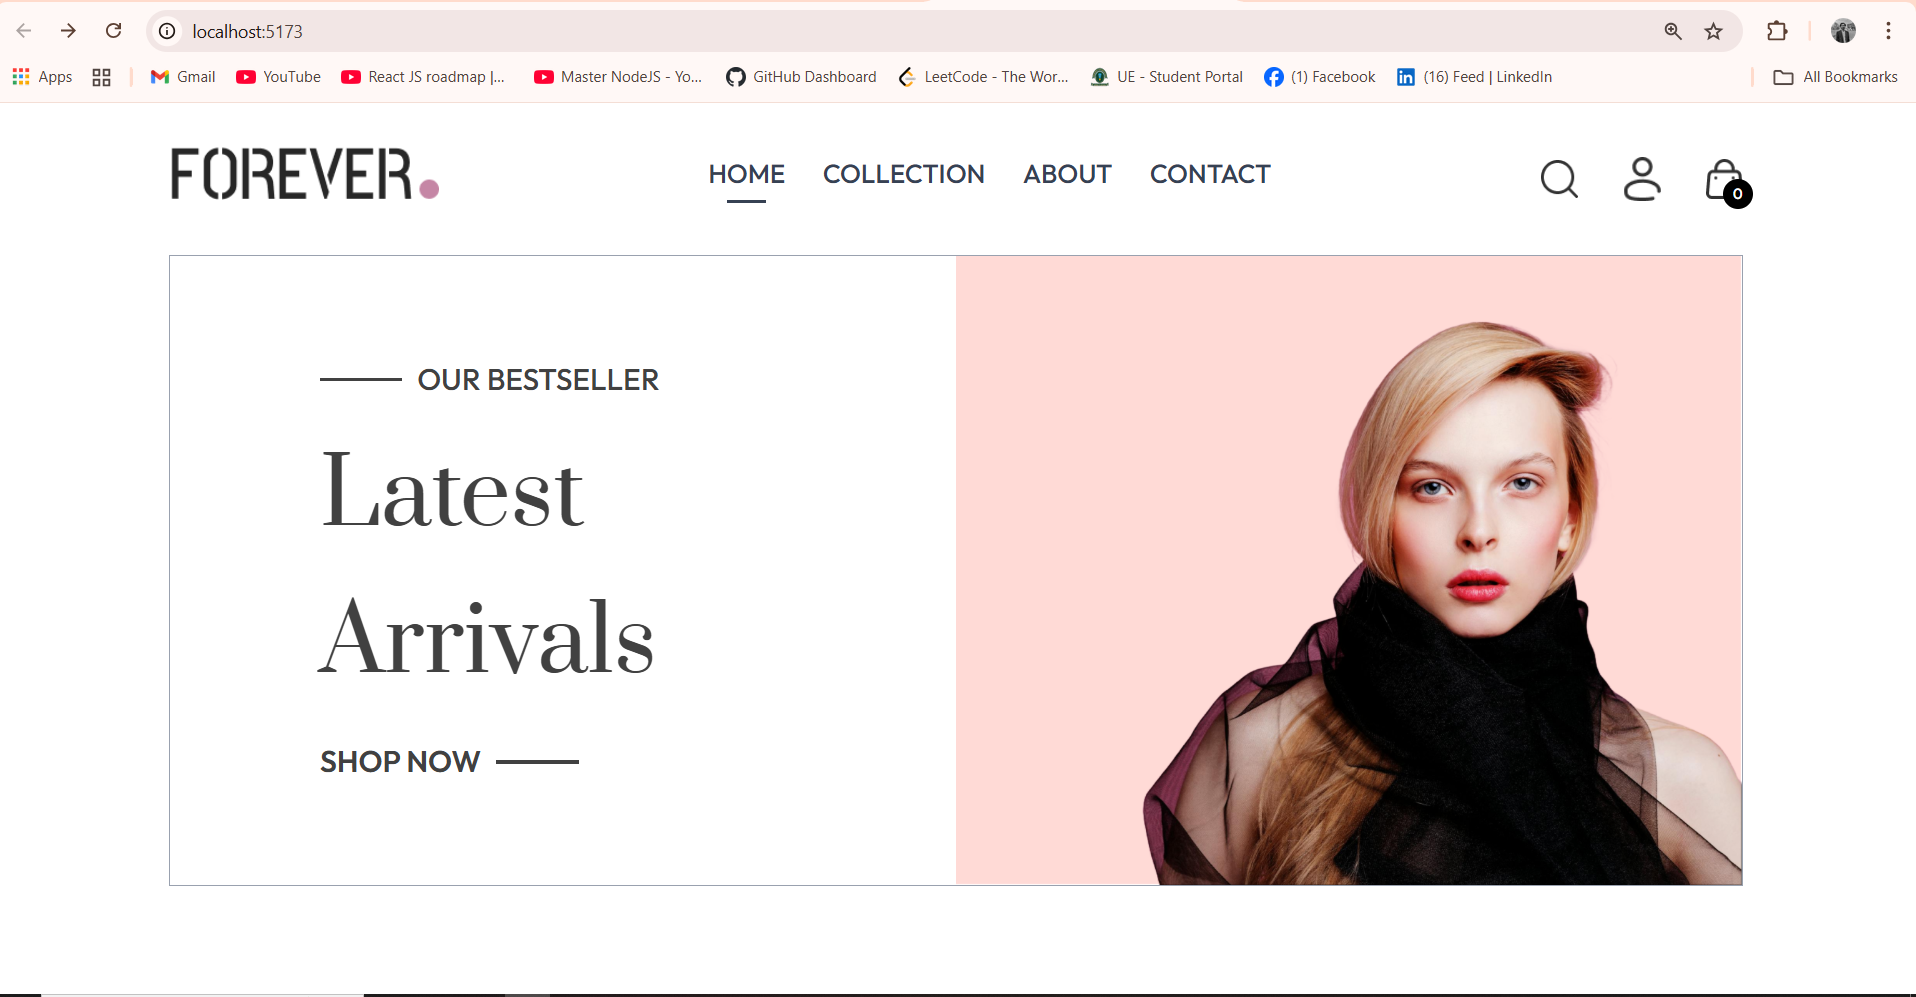 localhost:5173
Apps Gmail YouTube React JS roadmap |... Master NodeJS - Yo... GitHub Dashboard LeetCode - The Wor... UE - Student Portal (1) Facebook (16) Feed | LinkedIn All Bookmarks
FOREVER. HOME COLLECTION ABOUT CONTACT 0
OUR BESTSELLER
Latest
Arrivals
SHOP NOW